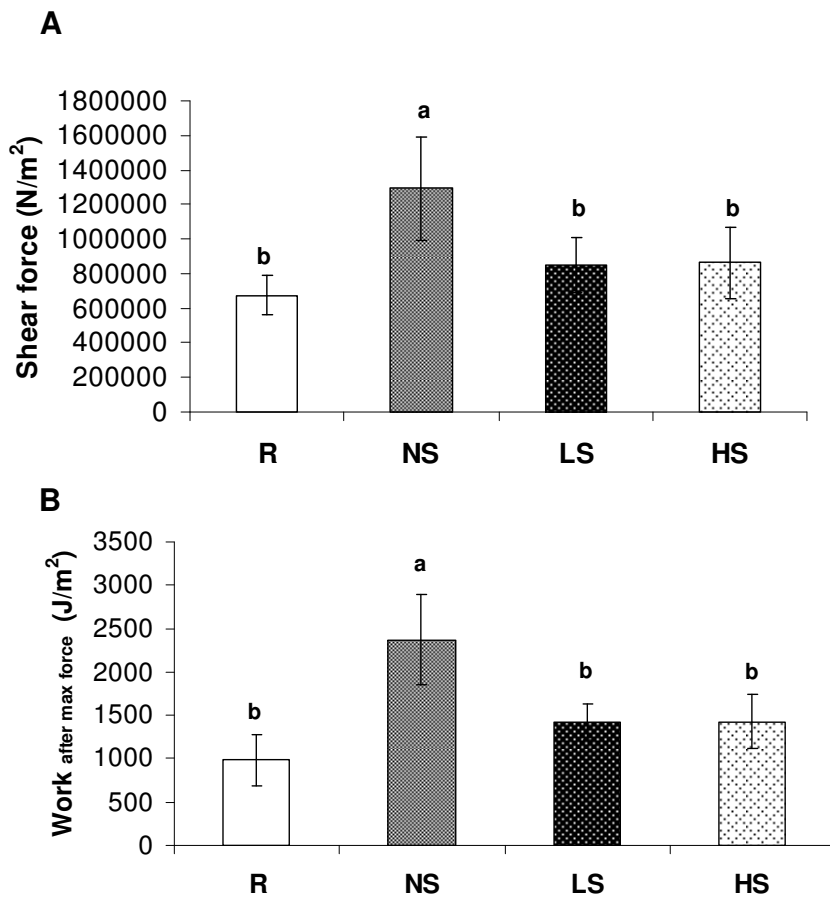 A
Shear force (N/m²)
1800000
1600000
1400000
1200000
1000000
800000
600000
400000
200000
0
a
b
b
b
R NS LS HS
B
Work after max force (J/m²)
3500
3000
2500
2000
1500
1000
500
0
a
b
b
b
R NS LS HS